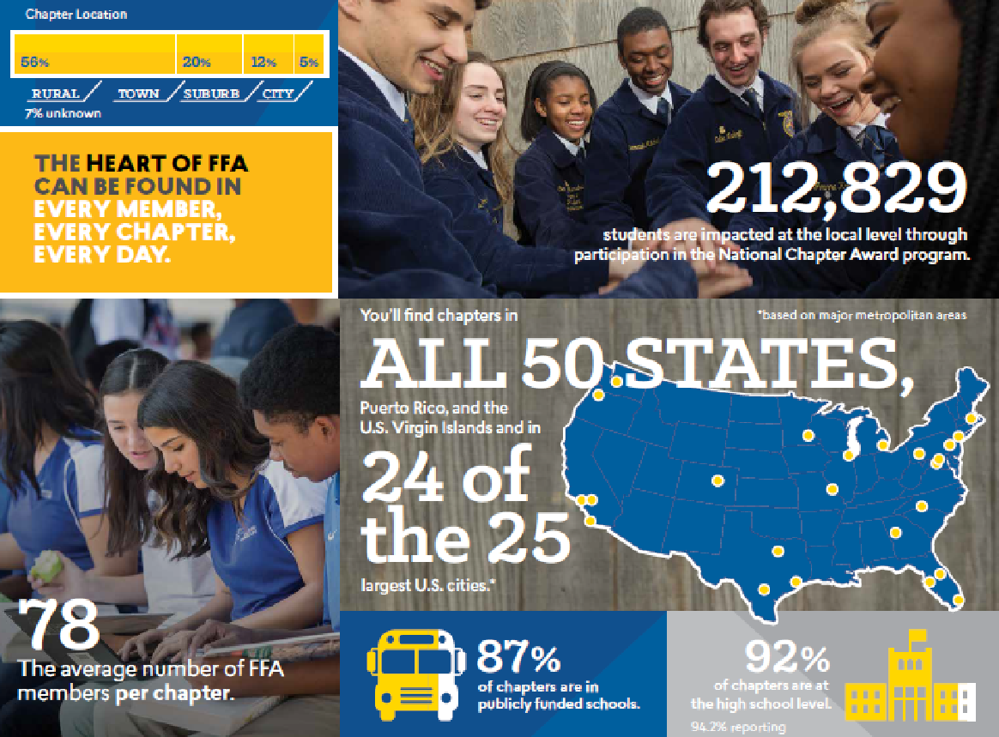 Chapter Location
56% 20% 12% 5%
RURAL TOWN SUBURB CITY
7% unknown
THE HEART OF FFA
CAN BE FOUND IN
EVERY MEMBER,
EVERY CHAPTER,
EVERY DAY.
212,829
students are impacted at the local level through
participation in the National Chapter Award program.
78
The average number of FFA
members per chapter.
You'll find chapters in
*based on major metropolitan areas
ALL 50 STATES,
Puerto Rico, and the
U.S. Virgin Islands and in
24 of
the 25
largest U.S. cities.*
87%
of chapters are in
publicly funded schools.
92%
of chapters are at
the high school level.
94.2% reporting